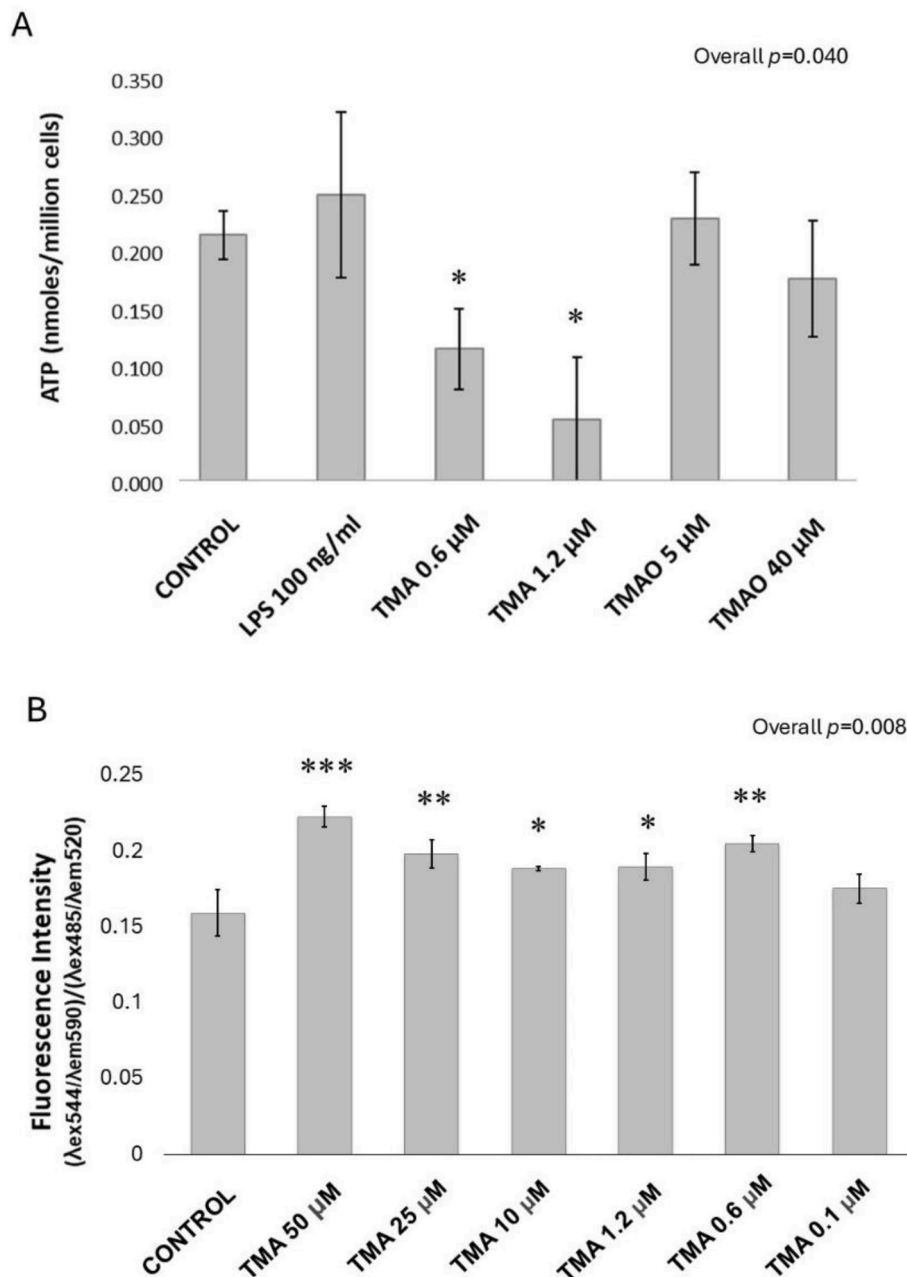 A
Overall p=0.040
ATP (nmoles/million cells)
0.350
0.300
0.250
0.200
0.150
0.100
0.050
0.000
*
*
CONTROL
LPS 100 ng/ml
TMA 0.6 µM
TMA 1.2 µM
TMAO 5 µM
TMAO 40 µM
B
Overall p=0.008
Fluorescence Intensity
(λex544/λem590)/(λex485/λem520)
0.25
0.2
0.15
0.1
0.05
0
***
**
*
*
**
CONTROL
TMA 50 µM
TMA 25 µM
TMA 10 µM
TMA 1.2 µM
TMA 0.6 µM
TMA 0.1 µM